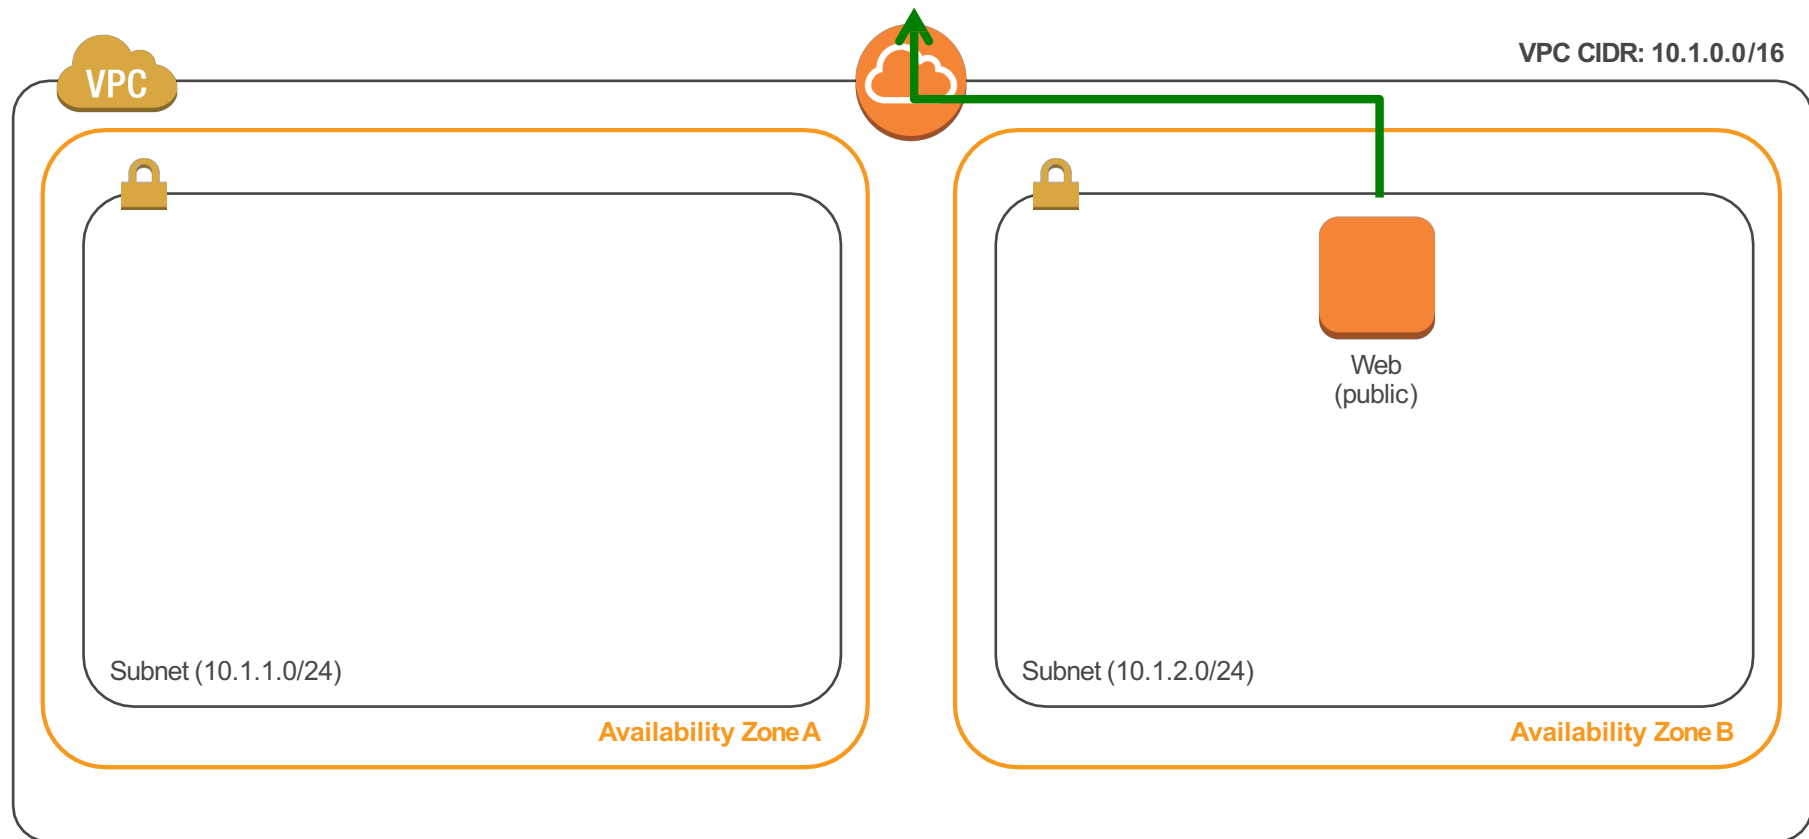 VPC
VPC CIDR: 10.1.0.0/16
Web
(public)
Subnet (10.1.1.0/24)
Subnet (10.1.2.0/24)
Availability Zone A
Availability Zone B